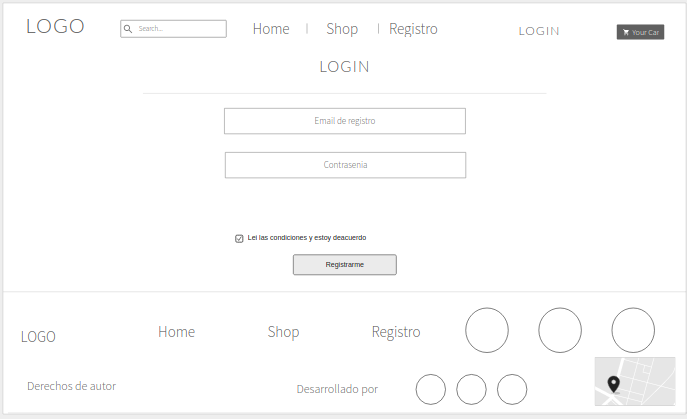 LOGO
Search...
Home | Shop | Registro
LOGIN
Your Car
LOGIN
Email de registro
Contrasenia
Lei las condiciones y estoy deacuerdo
Registrarme
LOGO
Home
Shop
Registro
Derechos de autor
Desarrollado por